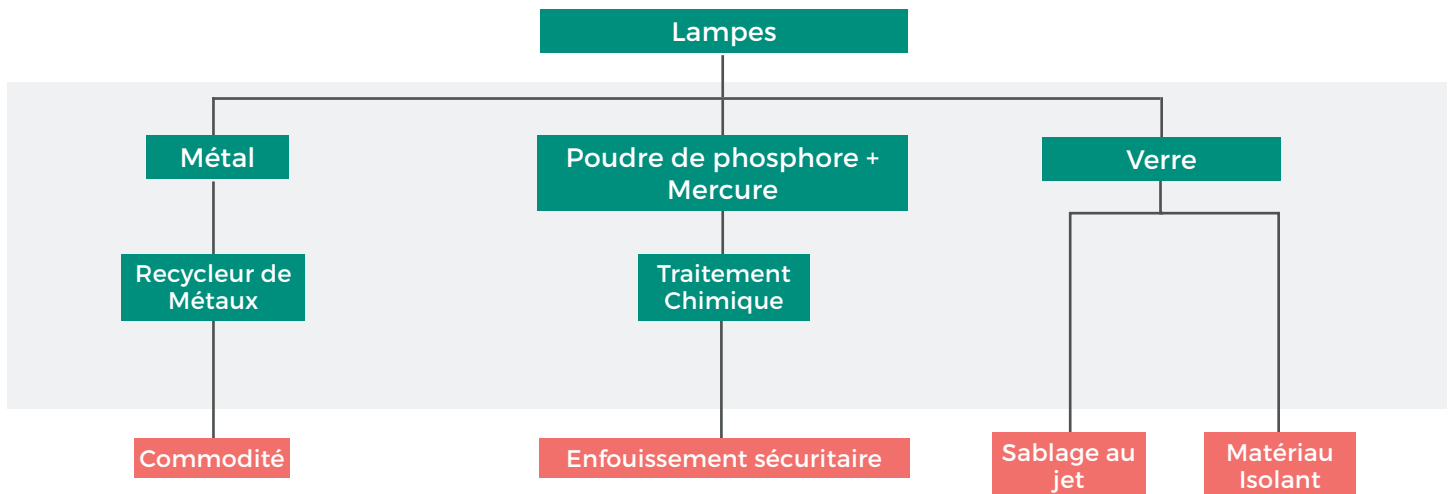 Lampes
Métal
Poudre de phosphore +
Mercure
Verre
Recycleur de
Métaux
Traitement
Chimique
Commodité
Enfouissement sécuritaire
Sablage au
jet
Matériau
Isolant